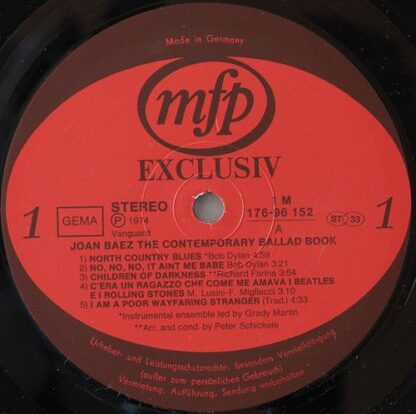 Made in Germany
mfp
EXCLUSIV
1
GEMA
STEREO
Ⓟ 1974
Vanguard
1 M
176-96 152
A
ST 33
1
JOAN BAEZ THE CONTEMPORARY BALLAD BOOK
1) NORTH COUNTRY BLUES *Bob Dylan 4:59
2) NO, NO, NO, IT AINT ME BABE Bob Dylan 3:21
3) CHILDREN OF DARKNESS **Richard Farina 3:54
4) C'ERA UN RAGAZZO CHE COME ME AMAVA I BEATLES
E I ROLLING STONES M. Lusini-F. Migliacci 3:10
5) I AM A POOR WAYFARING STRANGER (Trad.) 4:33
*instrumental ensemble led by Grady Martin
**Arr. and cond. by Peter Schickele
Urheber- und Leistungsschutzrechte, besonders Vervielfältigung
(außer zum persönlichen Gebrauch)
Vermietung, Aufführung, Sendung vorbehalten